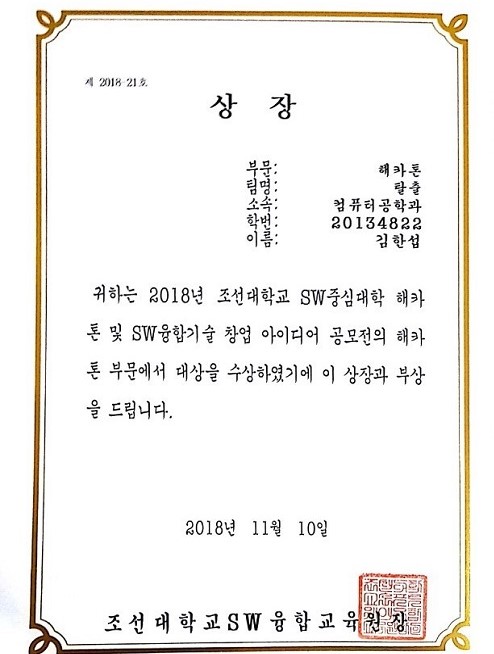 제 2018-21호
상 장
부문: 해카톤
팀명: 탈출
소속: 컴퓨터공학과
학번: 20134822
이름: 김한섭
귀하는 2018년 조선대학교 SW중심대학 해카
톤 및 SW융합기술 창업 아이디어 공모전의 해카
톤 부문에서 대상을 수상하였기에 이 상장과 부상
을 드립니다.
2018년 11월 10일
조선대학교SW융합교육원장